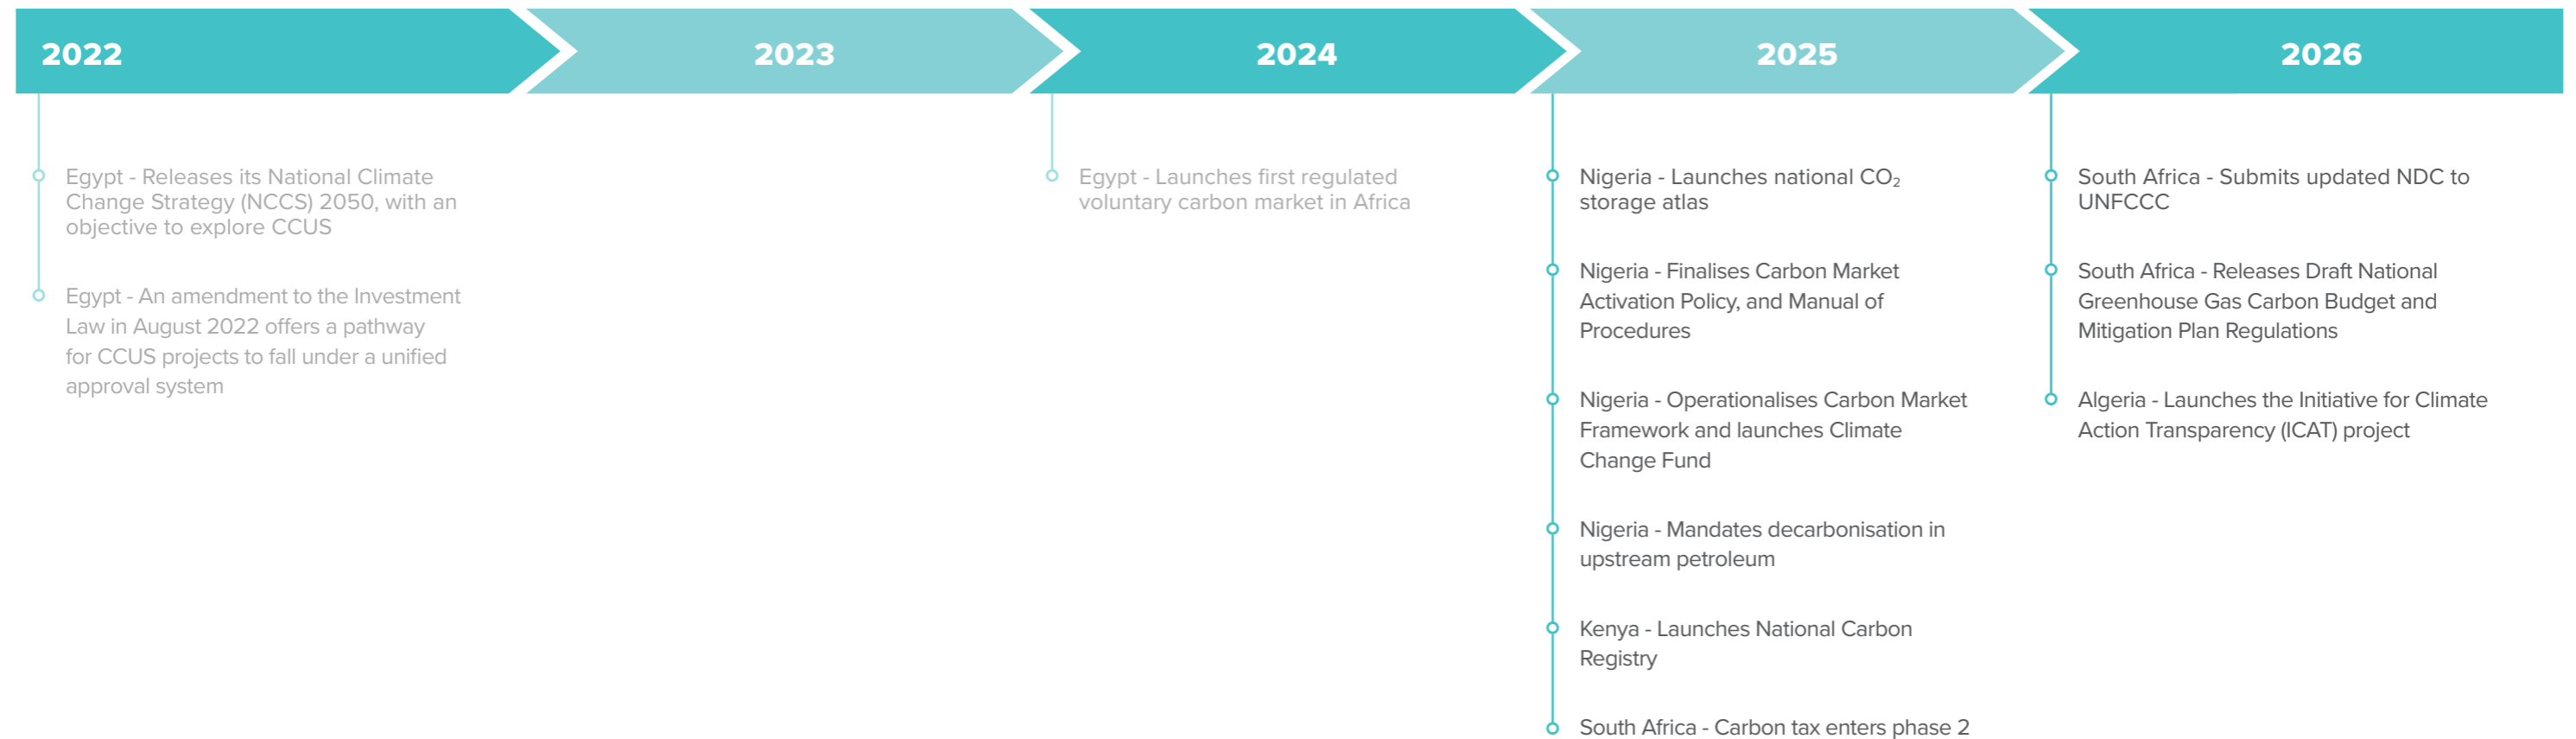 2022
2023
2024
2025
2026
Egypt - Releases its National Climate
Change Strategy (NCCS) 2050, with an
objective to explore CCUS
Egypt - An amendment to the Investment
Law in August 2022 offers a pathway
for CCUS projects to fall under a unified
approval system
Egypt - Launches first regulated
voluntary carbon market in Africa
Nigeria - Launches national CO₂
storage atlas
Nigeria - Finalises Carbon Market
Activation Policy, and Manual of
Procedures
Nigeria - Operationalises Carbon Market
Framework and launches Climate
Change Fund
Nigeria - Mandates decarbonisation in
upstream petroleum
Kenya - Launches National Carbon
Registry
South Africa - Carbon tax enters phase 2
South Africa - Submits updated NDC to
UNFCCC
South Africa - Releases Draft National
Greenhouse Gas Carbon Budget and
Mitigation Plan Regulations
Algeria - Launches the Initiative for Climate
Action Transparency (ICAT) project